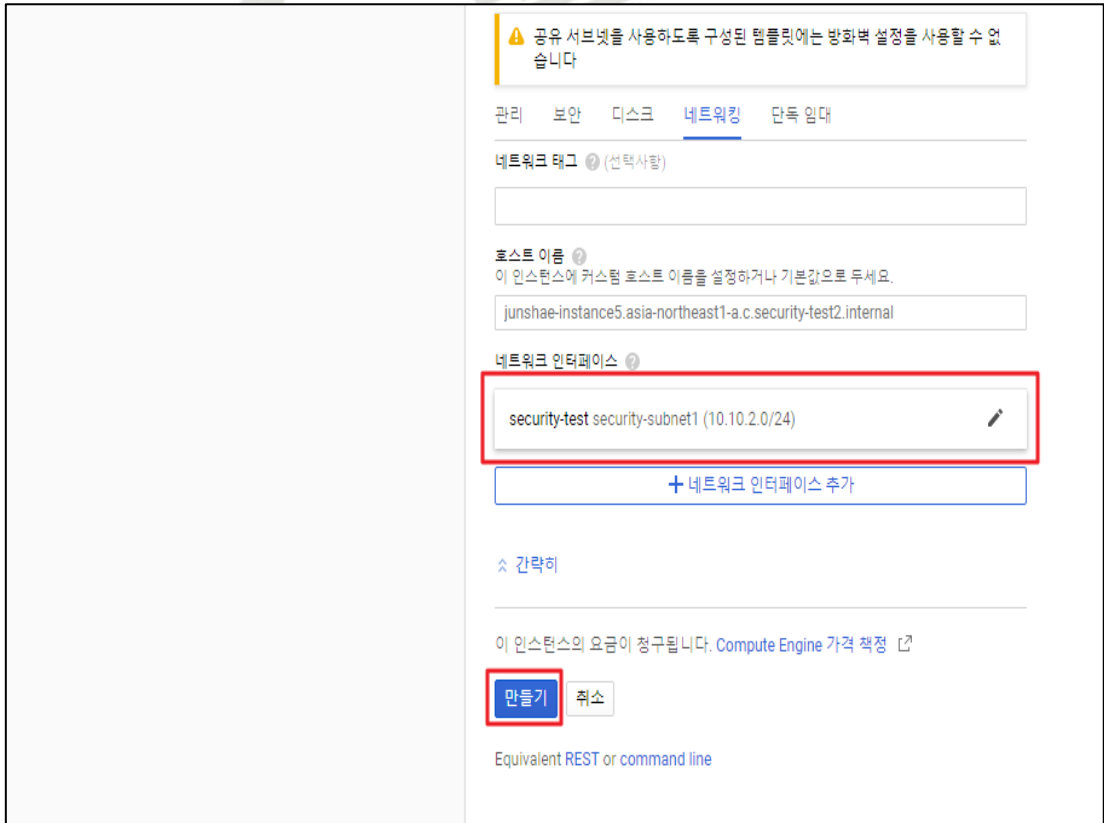 공유 서브넷을 사용하도록 구성된 템플릿에는 방화벽 설정을 사용할 수 없
습니다
관리 보안 디스크 네트워킹 단독 임대
네트워크 태그 (선택사항)
호스트 이름
이 인스턴스에 커스텀 호스트 이름을 설정하거나 기본값으로 두세요.
junshae-instance5.asia-northeast1-a.c.security-test2.internal
네트워크 인터페이스
security-test security-subnet1 (10.10.2.0/24)
+ 네트워크 인터페이스 추가
간략히
이 인스턴스의 요금이 청구됩니다. Compute Engine 가격 책정
만들기 취소
Equivalent REST or command line